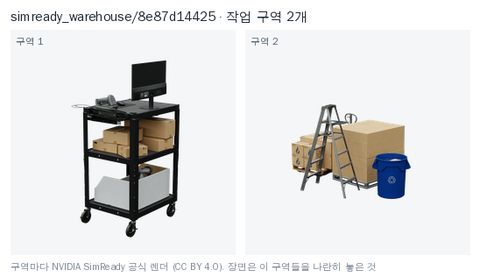 simready_warehouse/8e87d14425 · 작업 구역 2개
구역 1
구역 2
구역마다 NVIDIA SimReady 공식 렌더 (CC BY 4.0). 장면은 이 구역들을 나란히 놓은 것